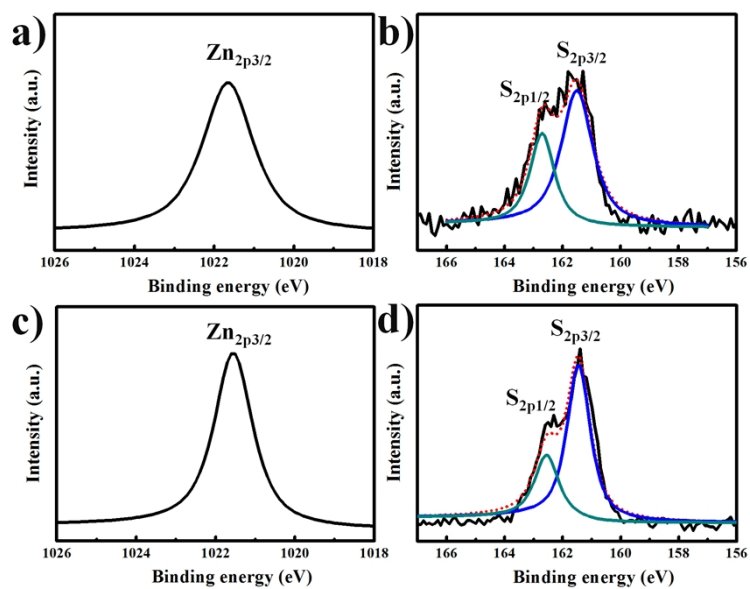 a)
Zn2p3/2
Intensity (a.u.)
1026 1024 1022 1020 1018
Binding energy (eV)
b)
S2p3/2
S2p1/2
Intensity (a.u.)
166 164 162 160 158 156
Binding energy (eV)
c)
Zn2p3/2
Intensity (a.u.)
1026 1024 1022 1020 1018
Binding energy (eV)
d)
S2p3/2
S2p1/2
Intensity (a.u.)
166 164 162 160 158 156
Binding energy (eV)